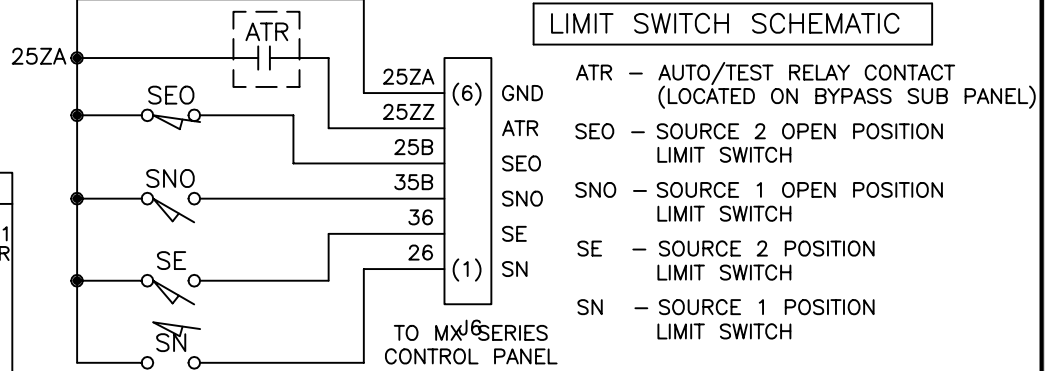 LIMIT SWITCH SCHEMATIC
ATR
25ZA
25ZA
(6)
GND
25ZZ
ATR
SEO
25B
SEO
SNO
35B
SNO
36
SE
SE
26
(1)
SN
SN
J6
TO MX SERIES
CONTROL PANEL
ATR – AUTO/TEST RELAY CONTACT
(LOCATED ON BYPASS SUB PANEL)
SEO – SOURCE 2 OPEN POSITION
LIMIT SWITCH
SNO – SOURCE 1 OPEN POSITION
LIMIT SWITCH
SE – SOURCE 2 POSITION
LIMIT SWITCH
SN – SOURCE 1 POSITION
LIMIT SWITCH
1
R